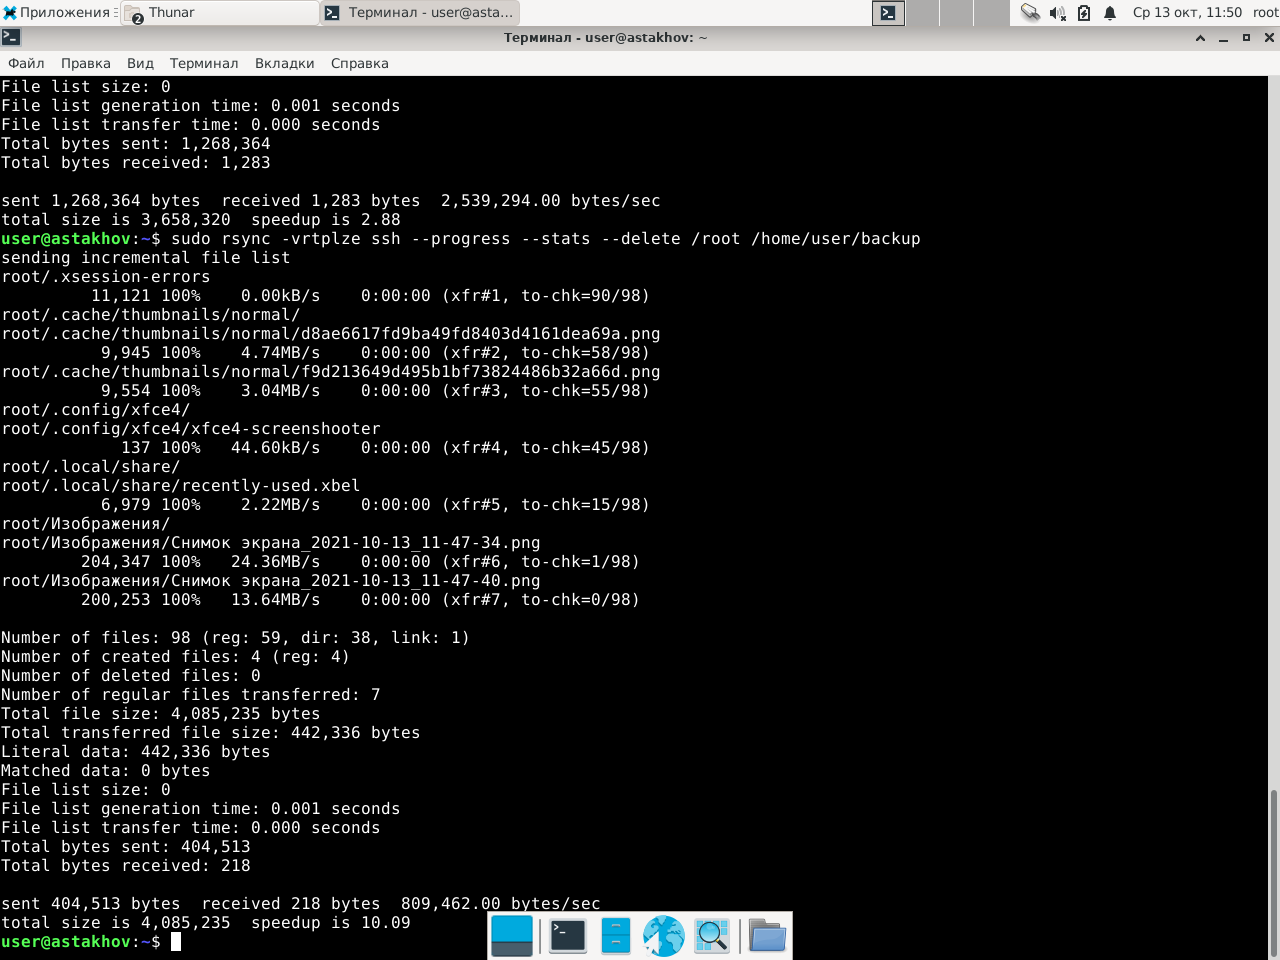 Приложения
2
Thunar
Терминал - user@asta...
Ср 13 окт, 11:50
root
Терминал - user@astakhov: ~
Файл Правка Вид Терминал Вкладки Справка
File list size: 0
File list generation time: 0.001 seconds
File list transfer time: 0.000 seconds
Total bytes sent: 1,268,364
Total bytes received: 1,283
sent 1,268,364 bytes  received 1,283 bytes  2,539,294.00 bytes/sec
total size is 3,658,320  speedup is 2.88
user@astakhov:~$ sudo rsync -vrtplze ssh --progress --stats --delete /root /home/user/backup
sending incremental file list
root/.xsession-errors
         11,121 100%    0.00kB/s    0:00:00 (xfr#1, to-chk=90/98)
root/.cache/thumbnails/normal/
root/.cache/thumbnails/normal/d8ae6617fd9ba49fd8403d4161dea69a.png
          9,945 100%    4.74MB/s    0:00:00 (xfr#2, to-chk=58/98)
root/.cache/thumbnails/normal/f9d213649d495b1bf73824486b32a66d.png
          9,554 100%    3.04MB/s    0:00:00 (xfr#3, to-chk=55/98)
root/.config/xfce4/
root/.config/xfce4/xfce4-screenshooter
            137 100%   44.60kB/s    0:00:00 (xfr#4, to-chk=45/98)
root/.local/share/
root/.local/share/recently-used.xbel
          6,979 100%    2.22MB/s    0:00:00 (xfr#5, to-chk=15/98)
root/Изображения/
root/Изображения/Снимок экрана_2021-10-13_11-47-34.png
        204,347 100%   24.36MB/s    0:00:00 (xfr#6, to-chk=1/98)
root/Изображения/Снимок экрана_2021-10-13_11-47-40.png
        200,253 100%   13.64MB/s    0:00:00 (xfr#7, to-chk=0/98)
Number of files: 98 (reg: 59, dir: 38, link: 1)
Number of created files: 4 (reg: 4)
Number of deleted files: 0
Number of regular files transferred: 7
Total file size: 4,085,235 bytes
Total transferred file size: 442,336 bytes
Literal data: 442,336 bytes
Matched data: 0 bytes
File list size: 0
File list generation time: 0.001 seconds
File list transfer time: 0.000 seconds
Total bytes sent: 404,513
Total bytes received: 218
sent 404,513 bytes  received 218 bytes  809,462.00 bytes/sec
total size is 4,085,235  speedup is 10.09
user@astakhov:~$